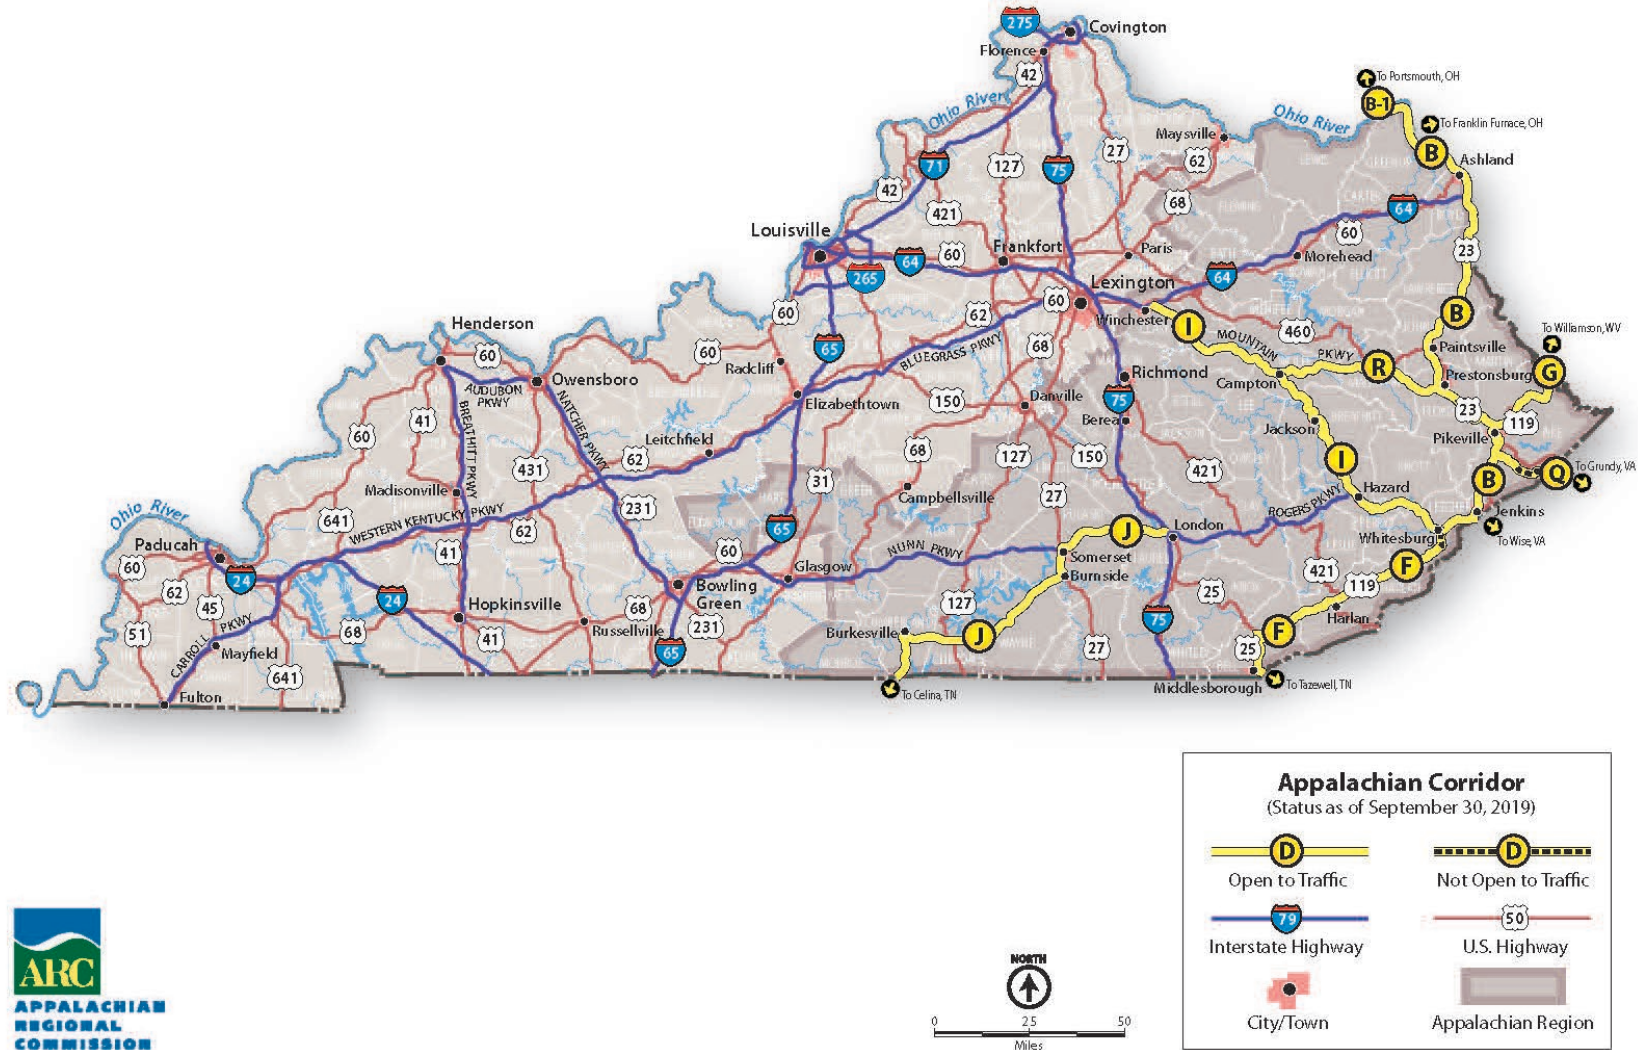 275
Covington
Florence
42
Ohio River
To Portsmouth, OH
B-1
Ohio River
To Franklin Furnace, OH
B
Ashland
Maysville
27
62
71
127
75
42
421
68
64
60
23
Louisville
Frankfort
Paris
Morehead
64
60
265
64
Lexington
60
Winchester
I
460
B
To Williamson, WV
Henderson
60
62
65
68
BLUEGRASS PKWY
MOUNTAIN
PKWY
R
Paintsville
Prestonsburg
G
60
60
Radcliff
Owensboro
AUDUBON
PKWY
Richmond
Campton
Elizabethtown
150
Danville
75
Berea
23
119
41
BREATHITT PKWY
NATCHER PKWY
60
Leitchfield
62
431
68
127
150
421
Jackson
Pikeville
I
Q
To Grundy, VA
Madisonville
31
Campbellsville
27
Hazard
B
641
WESTERN KENTUCKY PKWY
62
231
65
ROGERS PKWY
Jenkins
Ohio River
Paducah
60
41
60
NUNN PKWY
J
London
Whitesburg
To Wise, VA
24
62
45
Glasgow
Somerset
Burnside
421
F
Bowling
Green
119
24
Hopkinsville
68
127
25
Harlan
51
CARROLL PKWY
68
41
Russellville
231
Burkesville
75
J
F
Mayfield
65
27
25
641
Fulton
To Celina, TN
Middlesborough
To Tazewell, TN
Appalachian Corridor
(Status as of September 30, 2019)
D
D
Open to Traffic
Not Open to Traffic
79
50
Interstate Highway
U.S. Highway
City/Town
Appalachian Region
NORTH
0 25 50
Miles
ARC
APPALACHIAN
REGIONAL
COMMISSION